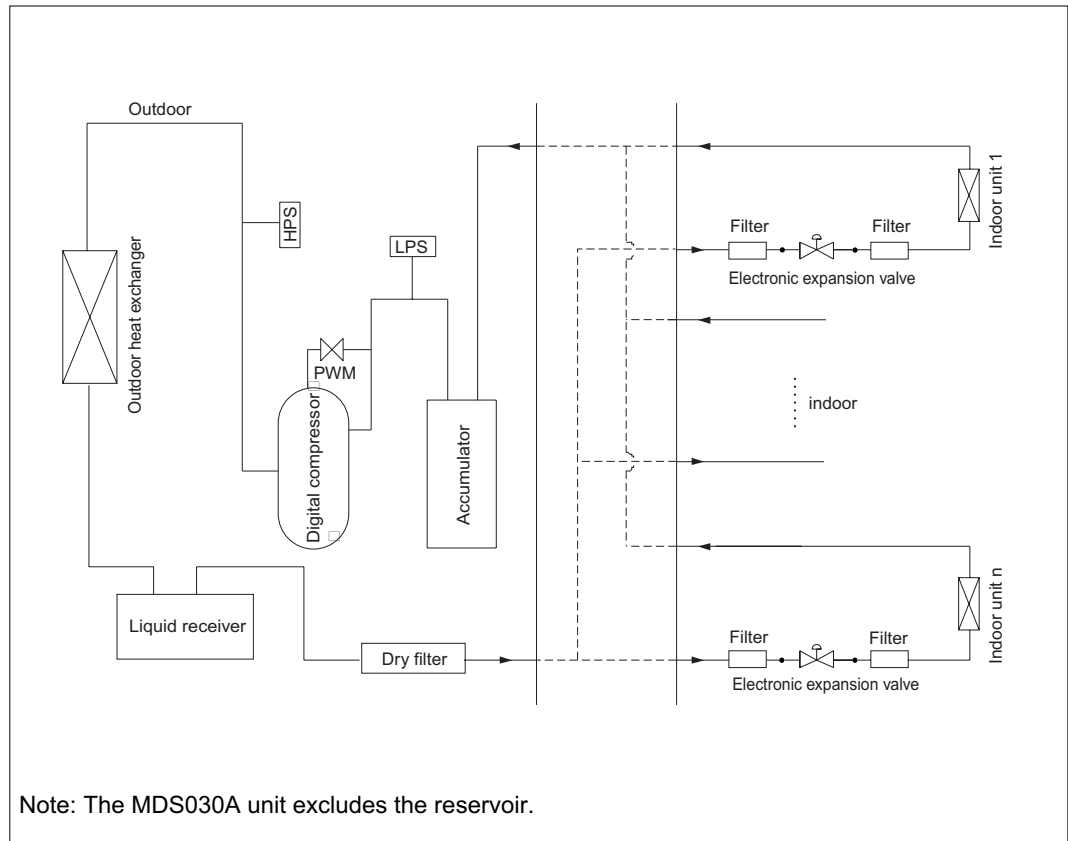 Outdoor
HPS
LPS
PWM
Outdoor heat exchanger
Digital compressor
Accumulator
Liquid receiver
Dry filter
Filter
Filter
Electronic expansion valve
Indoor unit 1
indoor
Filter
Filter
Electronic expansion valve
Indoor unit n
Note: The MDS030A unit excludes the reservoir.